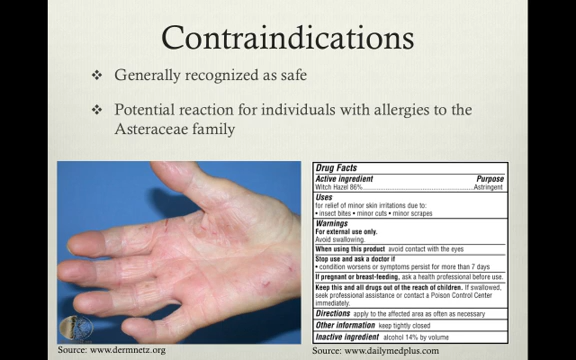 Contraindications
❖ Generally recognized as safe
❖ Potential reaction for individuals with allergies to the
Asteraceae family
Drug Facts
Active ingredient Purpose
Witch Hazel 86%......Astringent
Uses
for relief of minor skin irritations due to:
• insect bites • minor cuts • minor scrapes
Warnings
For external use only.
Avoid swallowing.
When using this product avoid contact with the eyes
Stop use and ask a doctor if
• condition worsens or symptoms persist for more than 7 days
If pregnant or breast-feeding, ask a health professional before use.
Keep this and all drugs out of the reach of children. If swallowed,
seek professional assistance or contact a Poison Control Center
immediately.
Directions apply to the affected area as often as necessary
Other information keep tightly closed
Inactive ingredient alcohol 14% by volume
Source: www.dermnetz.org
Source: www.dailymedplus.com